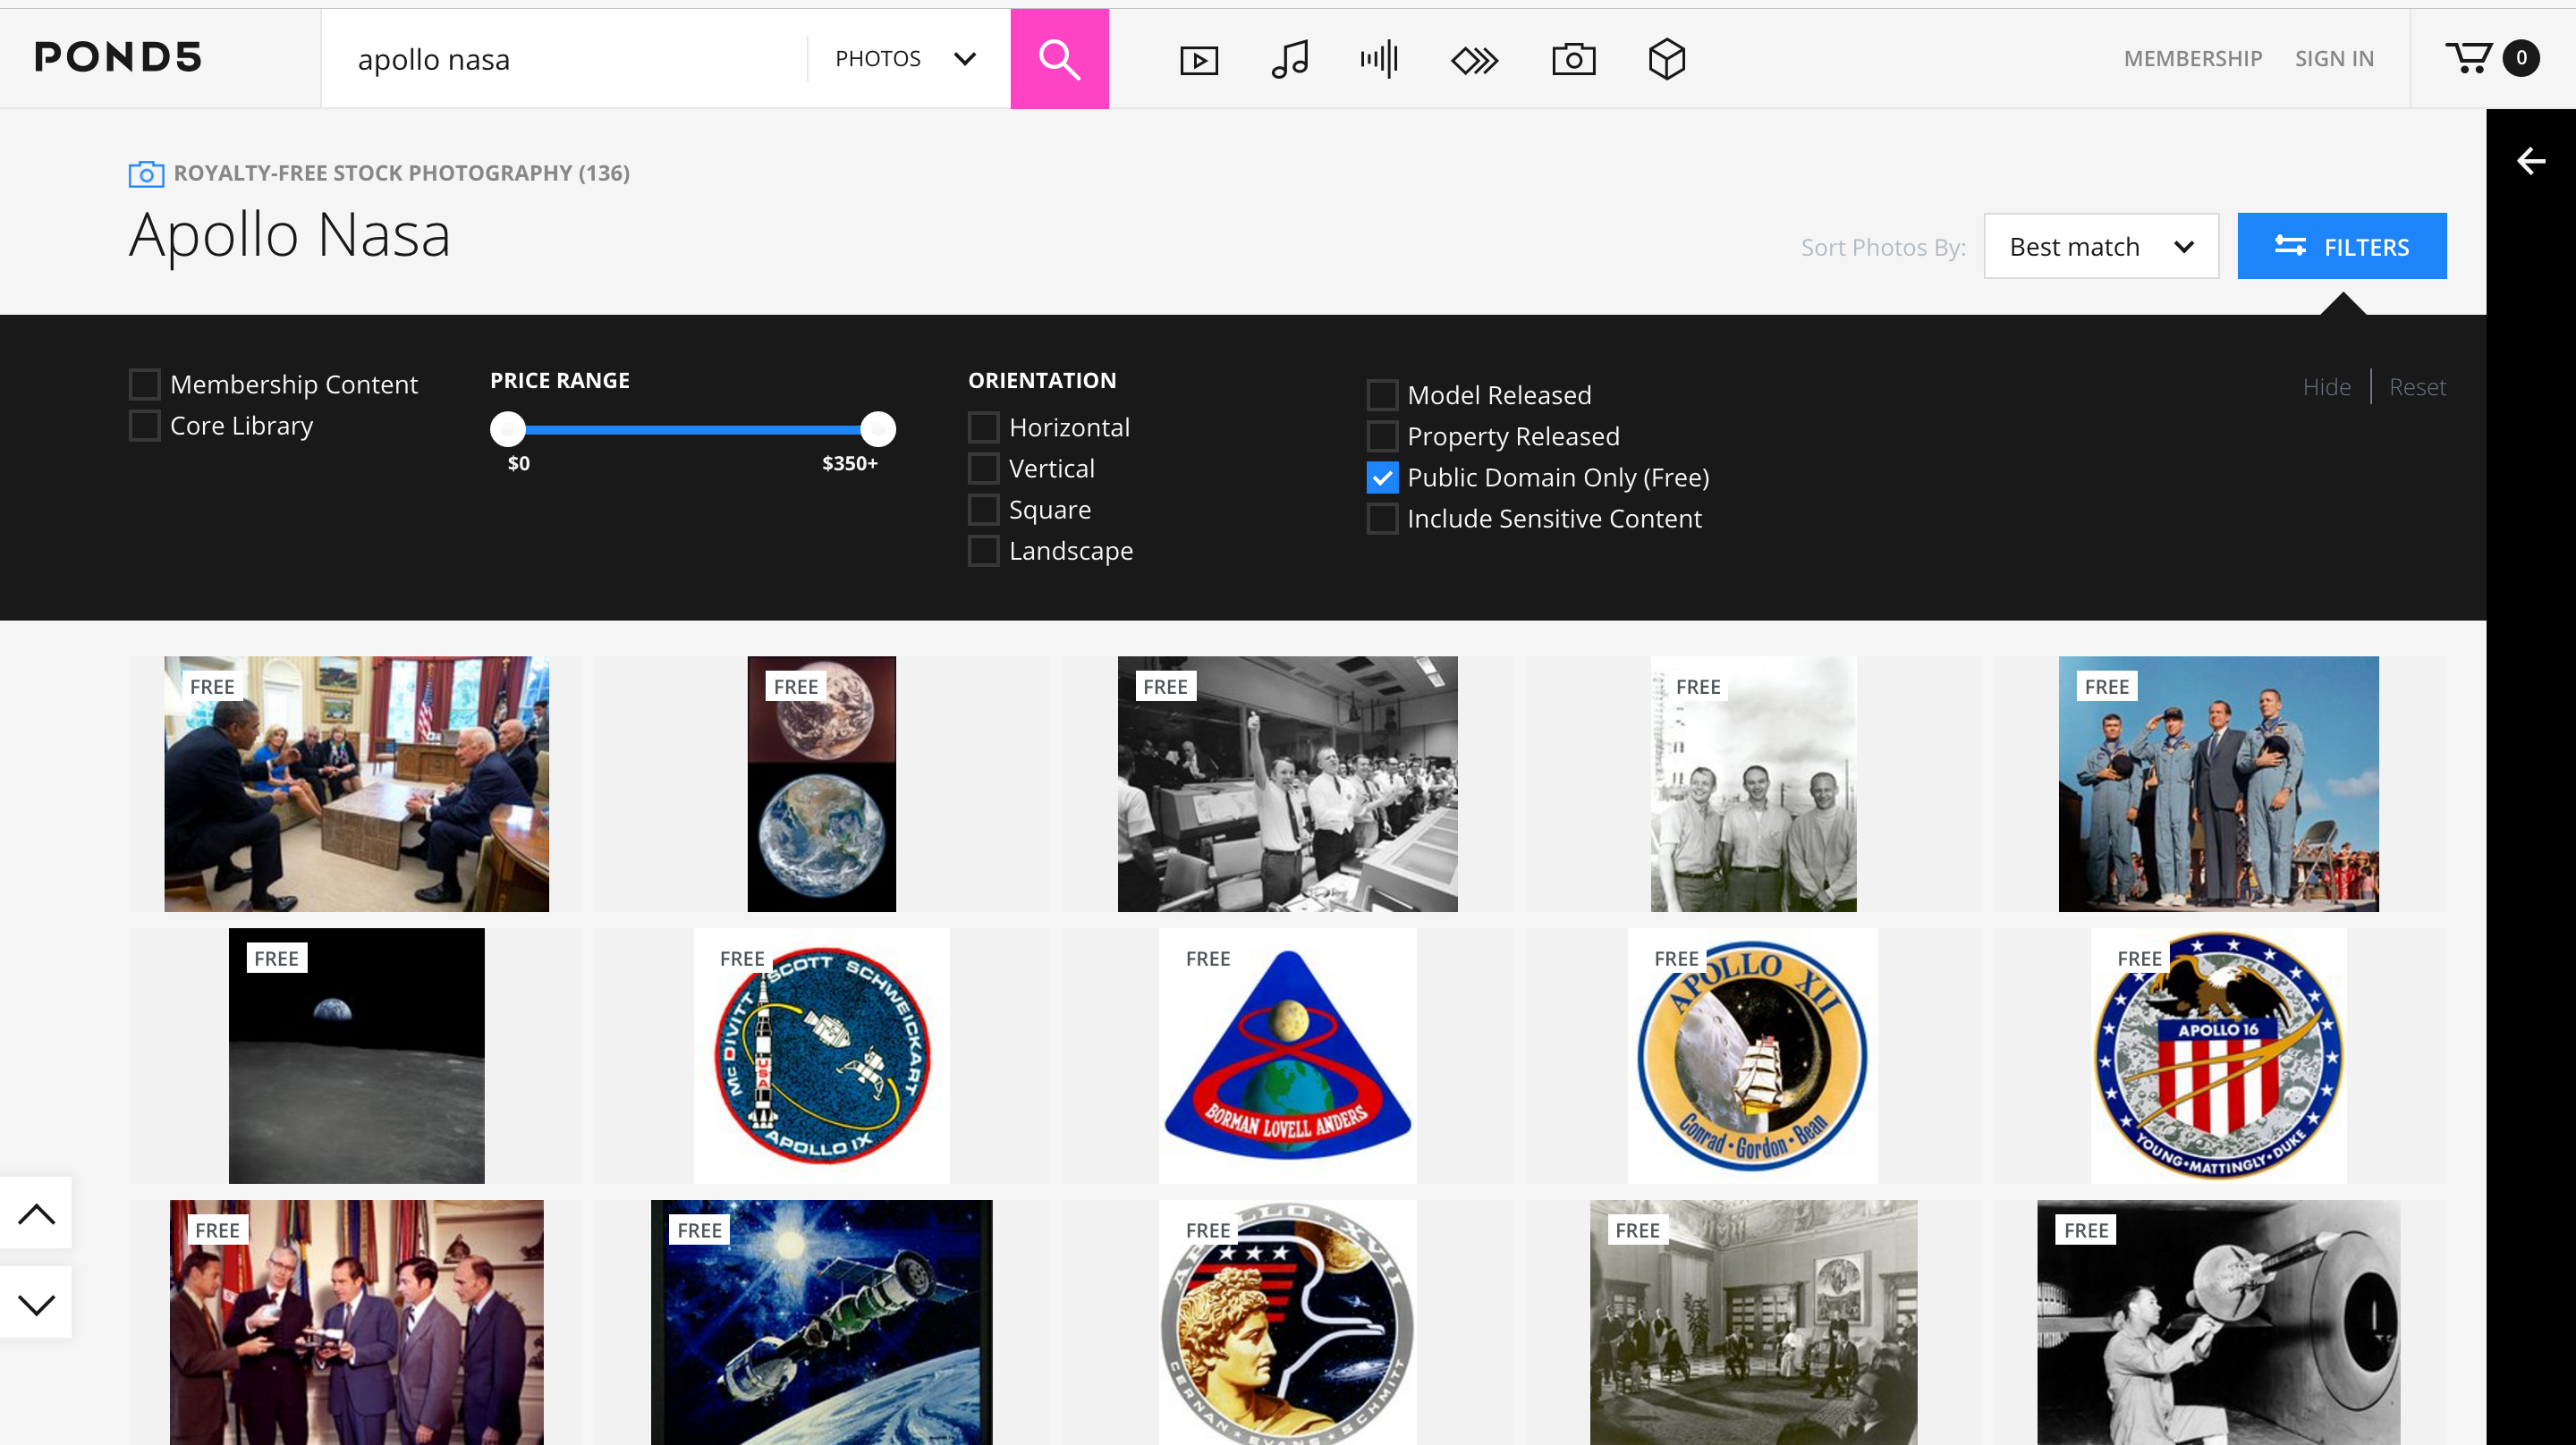 POND5
apollo nasa
PHOTOS
MEMBERSHIP
SIGN IN
0
ROYALTY-FREE STOCK PHOTOGRAPHY (136)
Apollo Nasa
Sort Photos By:
Best match
FILTERS
Membership Content
Core Library
PRICE RANGE
$0
$350+
ORIENTATION
Horizontal
Vertical
Square
Landscape
Model Released
Property Released
Public Domain Only (Free)
Include Sensitive Content
Hide
Reset
FREE
FREE
FREE
FREE
FREE
FREE
FREE
McDIVITT SCOTT SCHWEICKART
USA
APOLLO IX
FREE
BORMAN LOVELL ANDERS
FREE
APOLLO XII
Conrad • Gordon • Bean
FREE
APOLLO 16
YOUNG • MATTINGLY • DUKE
FREE
FREE
FREE
XVII
CERNAN • EVANS • SCHMITT
FREE
FREE